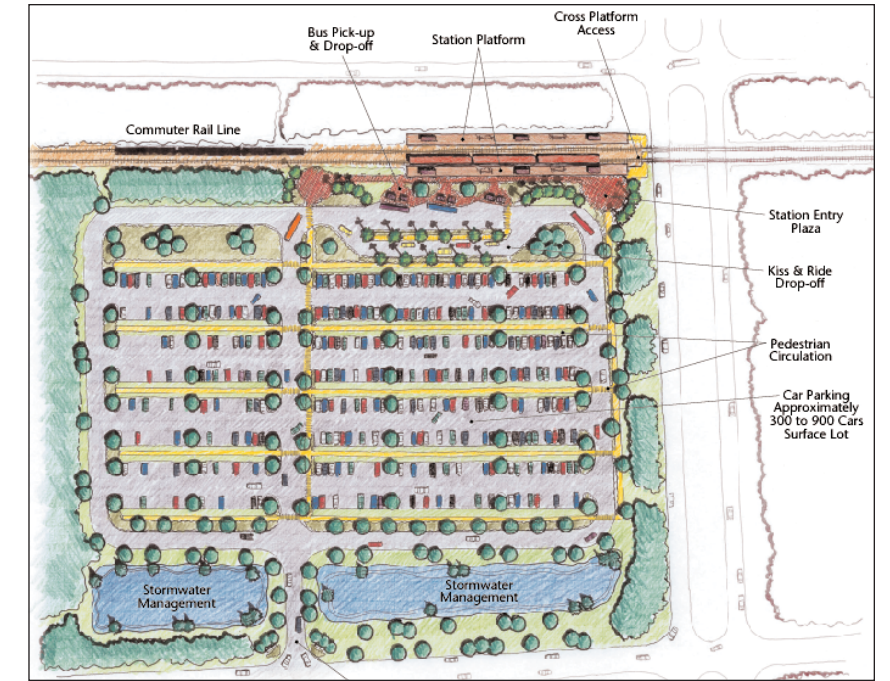 Cross Platform
Access
Bus Pick-up
& Drop-off
Station Platform
Commuter Rail Line
Station Entry
Plaza
Kiss & Ride
Drop-off
Pedestrian
Circulation
Car Parking
Approximately
300 to 900 Cars
Surface Lot
Stormwater
Management
Stormwater
Management